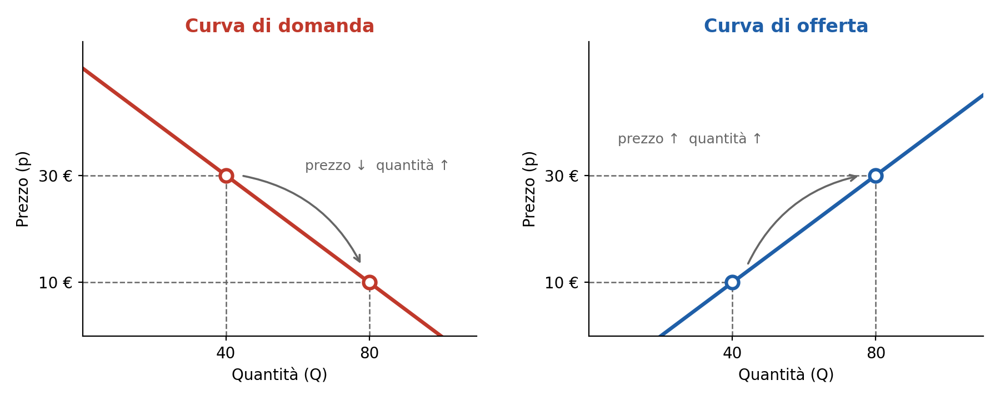 Curva di domanda
Prezzo (p)
30 €
10 €
prezzo ↓ quantità ↑
40
80
Quantità (Q)
Curva di offerta
Prezzo (p)
30 €
10 €
prezzo ↑ quantità ↑
40
80
Quantità (Q)